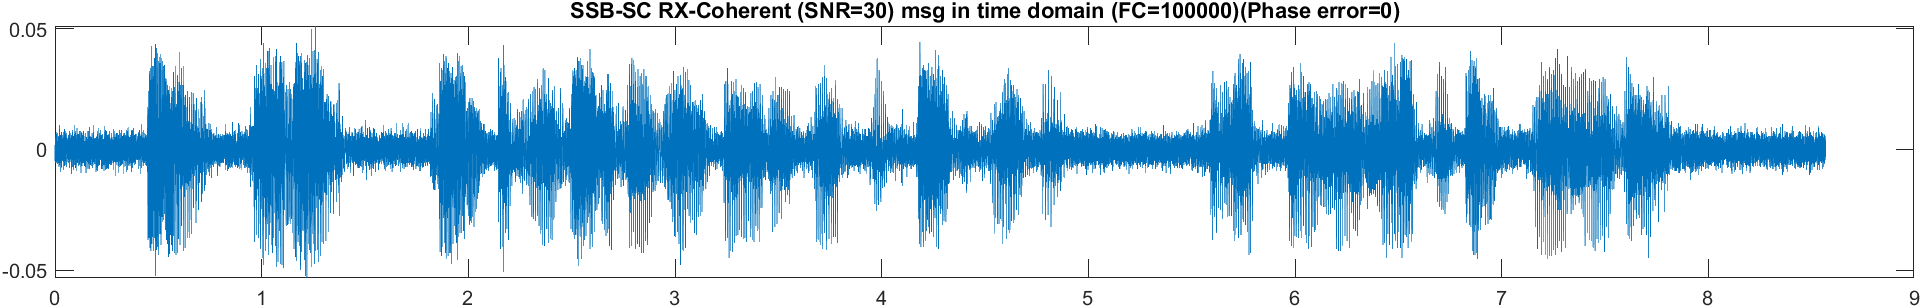 SSB-SC RX-Coherent (SNR=30) msg in time domain (FC=100000)(Phase error=0)
0.05
0
-0.05
0 1 2 3 4 5 6 7 8 9